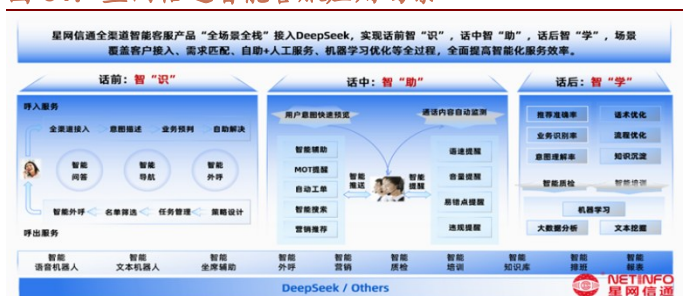 星网信通全渠道智能客服产品“全场景全栈”接入DeepSeek，实现话前智“识”，话中智“助”，话后智“学”，场景
覆盖客户接入、需求匹配、自助+人工服务、机器学习优化等全过程，全面提高智能化服务效率。
话前：智“识”
呼入服务
全渠道接入
意图描述
业务预判
自助解决
智能
问答
智能
导航
智能
外呼
智能外呼
名单筛选
任务管理
策略设计
呼出服务
话中：智“助”
用户意图快速预览
通话内容自动监测
智能辅助
MOT提醒
自动工单
智能搜索
营销推荐
智能
推送
智能
提醒
语速提醒
音量提醒
易错点提醒
违规提醒
话后：智“学”
推荐准确率
话术优化
业务识别率
流程优化
意图理解率
知识沉淀
智能质检
智能培训
机器学习
大数据分析
文本挖掘
智能
语音机器人
智能
文本机器人
智能
坐席辅助
智能
外呼
智能
营销
智能
质检
智能
培训
智能
知识库
智能
排班
智能
报表
DeepSeek / Others
NETINFO
星网信通